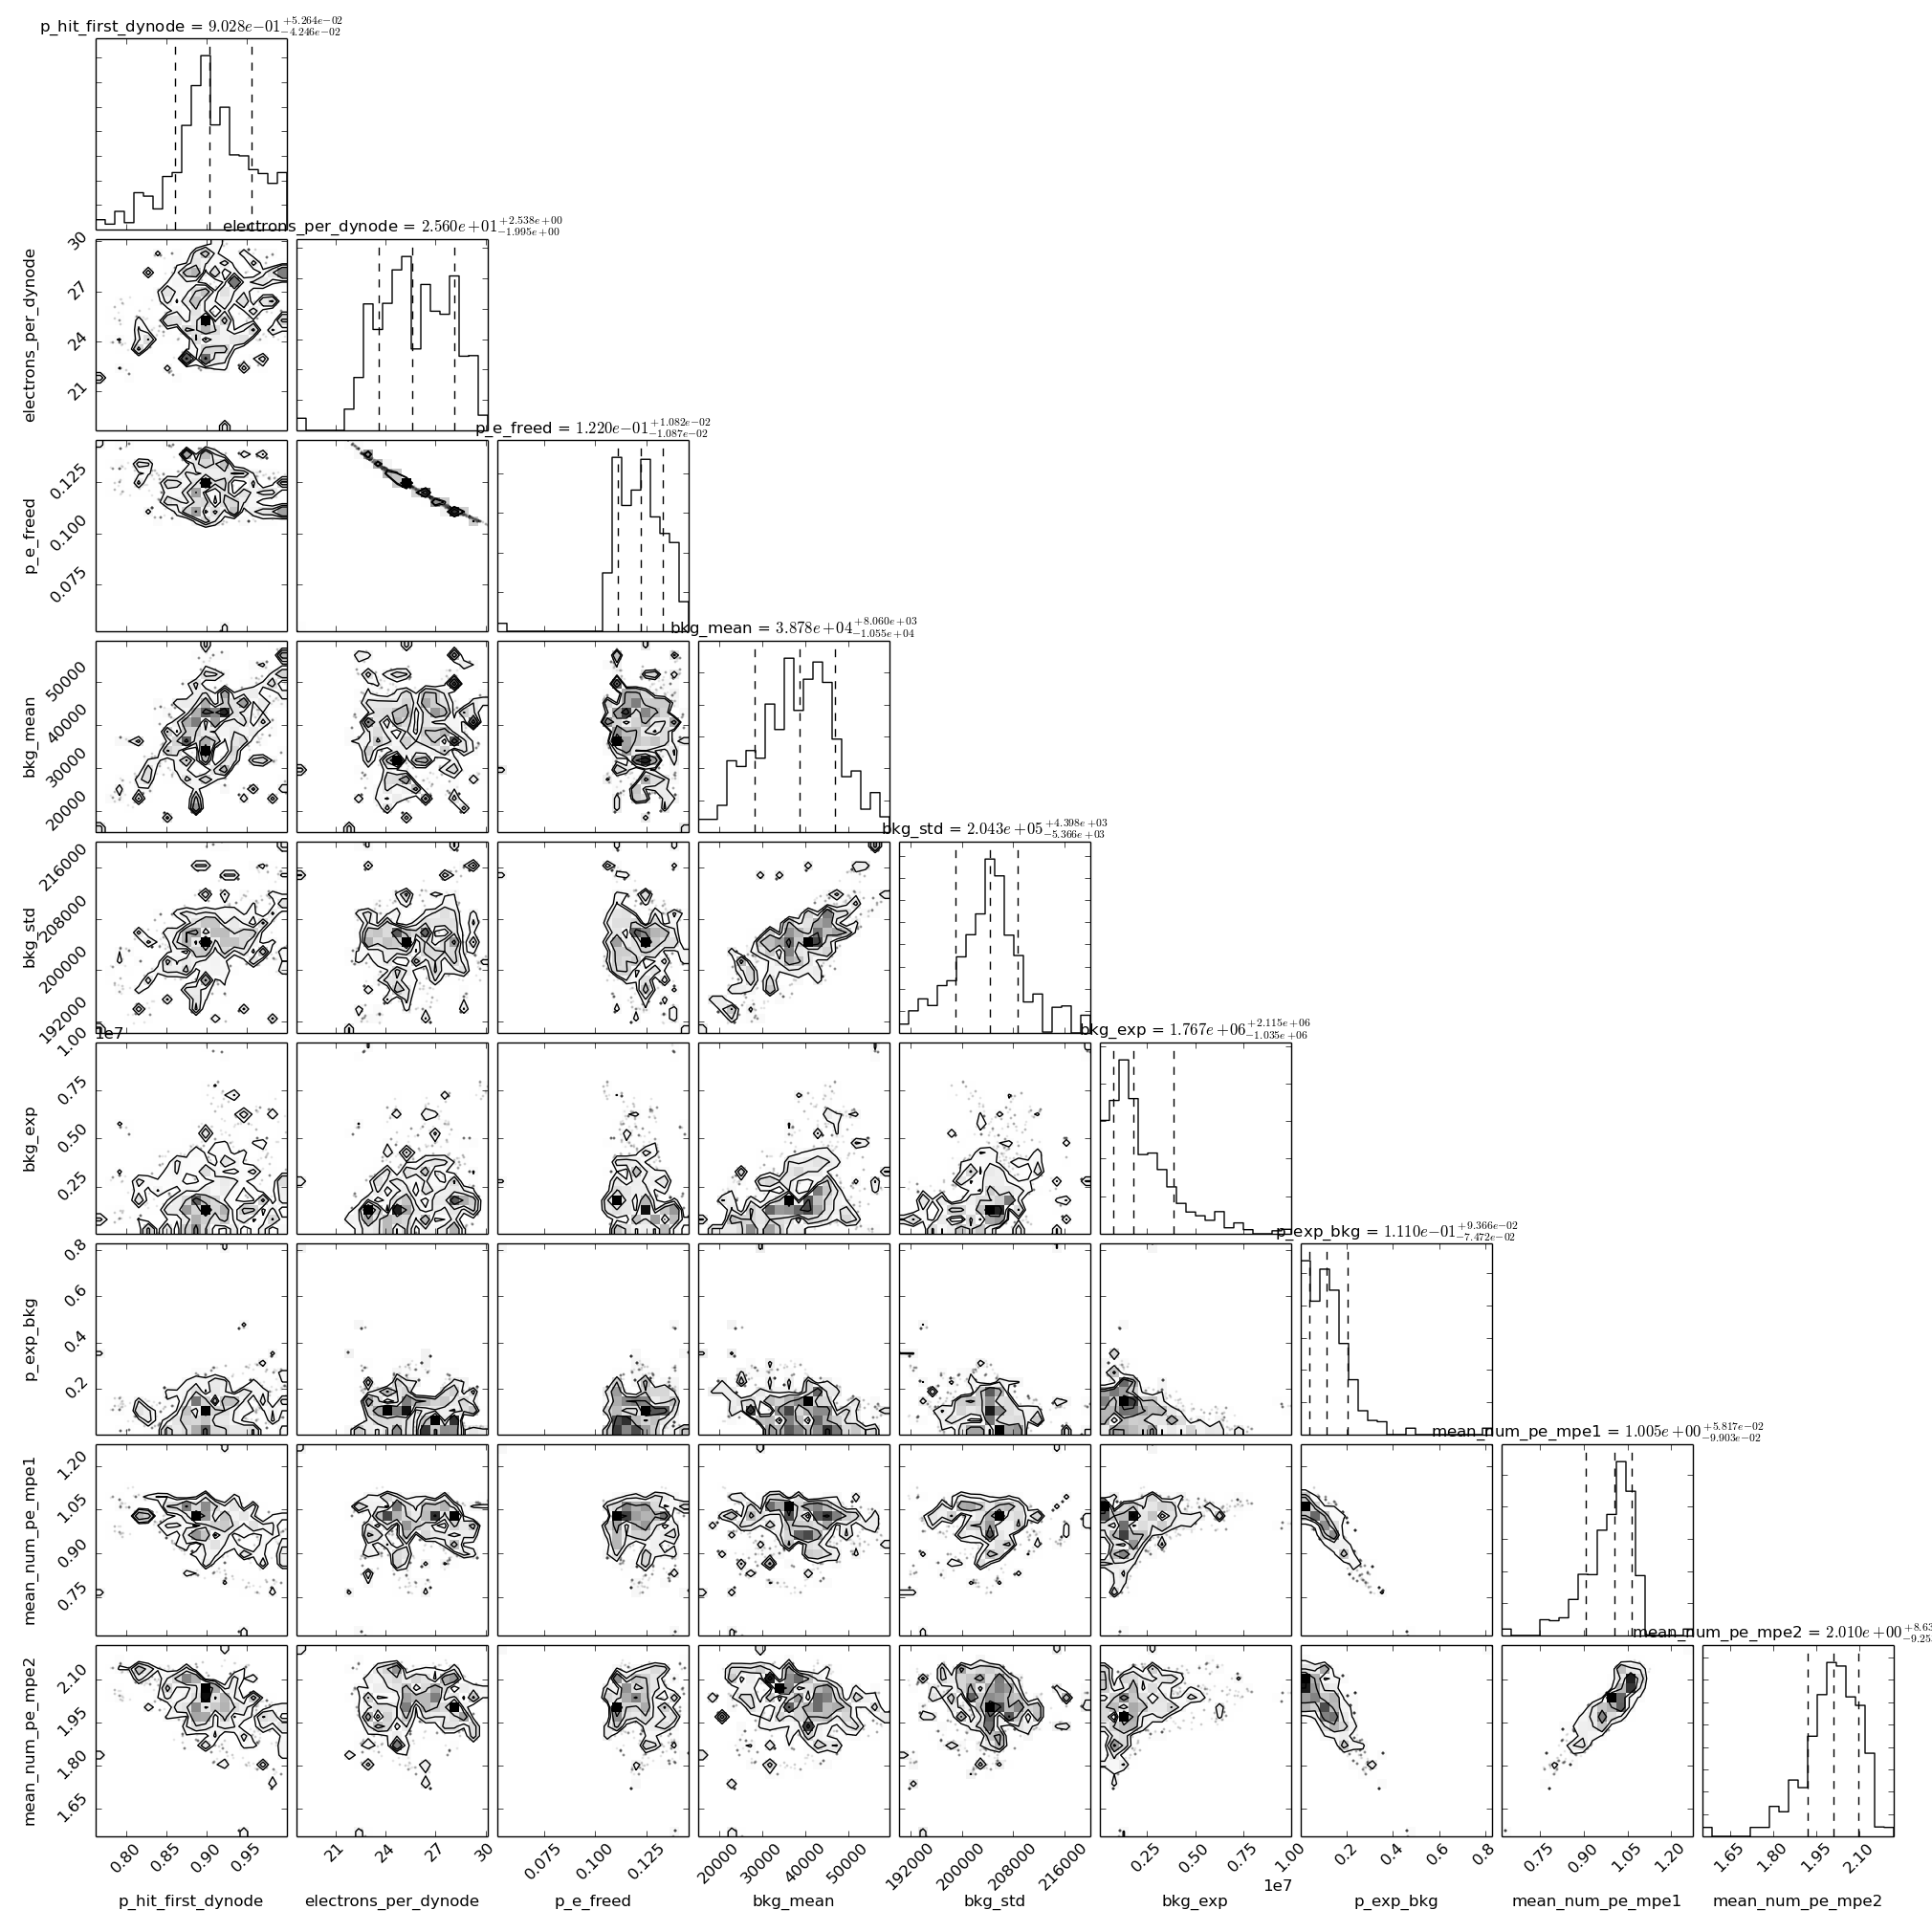 p_hit_first_dynode = 9.028e−01 +5.264e−02 −4.246e−02
electrons_per_dynode = 2.560e+01 +2.538e+00 −1.995e+00
30
27
24
21
electrons_per_dynode
p_e_freed = 1.220e−01 +1.082e−02 −1.087e−02
0.125
0.100
0.075
p_e_freed
bkg_mean = 3.878e+04 +8.060e+03 −1.055e+04
50000
40000
30000
20000
bkg_mean
bkg_std = 2.043e+05 +4.398e+03 −5.366e+03
216000
208000
200000
192000
bkg_std
bkg_exp = 1.767e+06 +2.115e+06 −1.035e+06
1e7
1.00
0.75
0.50
0.25
bkg_exp
p_exp_bkg = 1.110e−01 +9.366e−02 −7.472e−02
0.8
0.6
0.4
0.2
p_exp_bkg
mean_num_pe_mpe1 = 1.005e+00 +5.817e−02 −9.903e−02
1.20
1.05
0.90
0.75
mean_num_pe_mpe1
mean_num_pe_mpe2 = 2.010e+00 +8.63 −9.25
2.10
1.95
1.80
1.65
mean_num_pe_mpe2
0.80 0.85 0.90 0.95 21 24 27 30 0.075 0.100 0.125 20000 30000 40000 50000 192000 200000 208000 216000 0.25 0.50 0.75 1.00 0.2 0.4 0.6 0.8 0.75 0.90 1.05 1.20 1.65 1.80 1.95 2.10
1e7
p_hit_first_dynode electrons_per_dynode p_e_freed bkg_mean bkg_std bkg_exp p_exp_bkg mean_num_pe_mpe1 mean_num_pe_mpe2